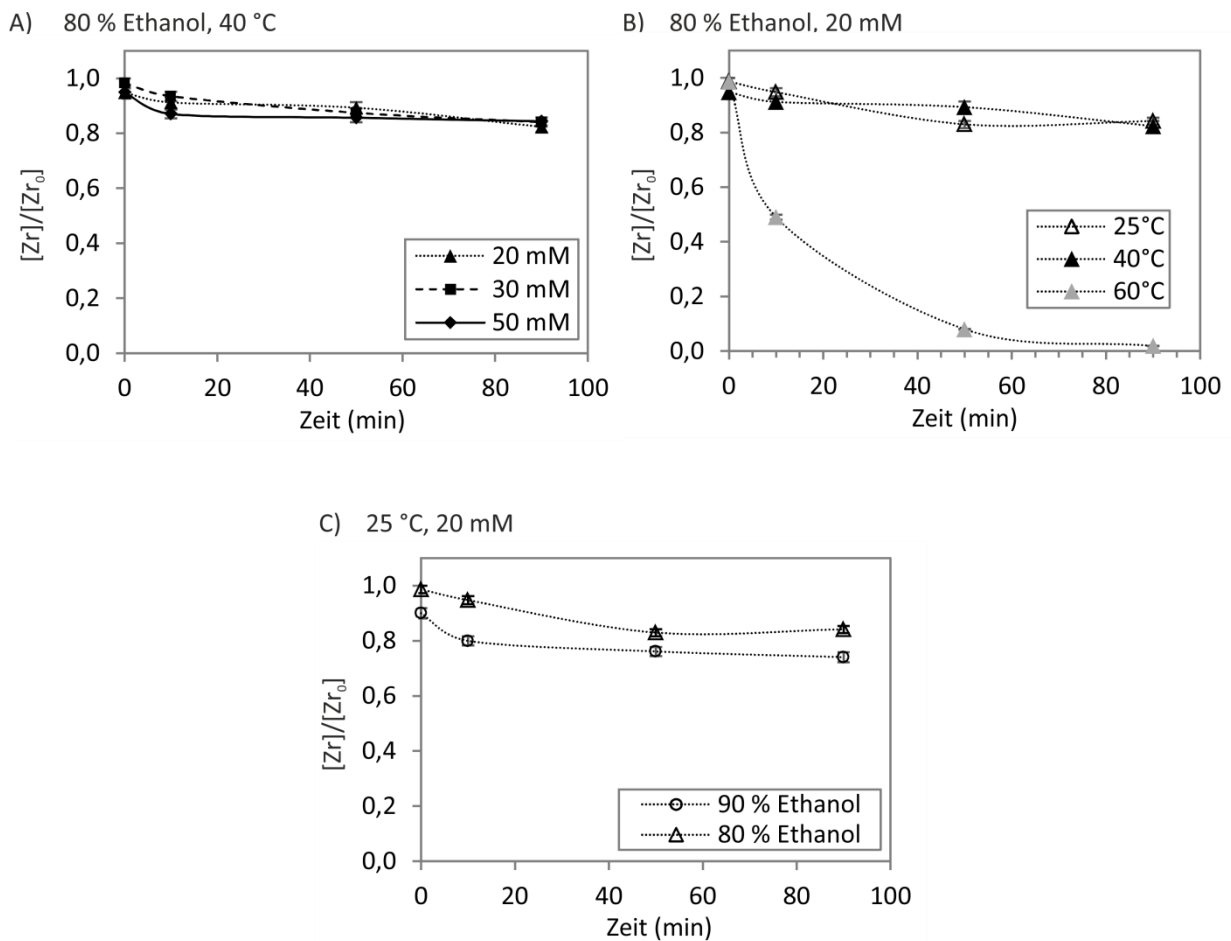 A) 80 % Ethanol, 40 °C
1,0
0,8
0,6
0,4
0,2
0,0
[Zr]/[Zr₀]
20 mM
30 mM
50 mM
0 20 40 60 80 100
Zeit (min)
B) 80 % Ethanol, 20 mM
1,0
0,8
0,6
0,4
0,2
0,0
[Zr]/[Zr₀]
25°C
40°C
60°C
0 20 40 60 80 100
Zeit (min)
C) 25 °C, 20 mM
1,0
0,8
0,6
0,4
0,2
0,0
[Zr]/[Zr₀]
90 % Ethanol
80 % Ethanol
0 20 40 60 80 100
Zeit (min)